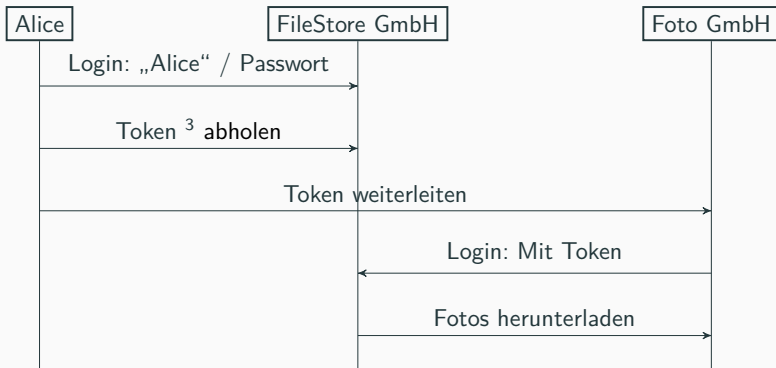 Alice
FileStore GmbH
Foto GmbH
Login: „Alice“ / Passwort
Token ³ abholen
Token weiterleiten
Login: Mit Token
Fotos herunterladen